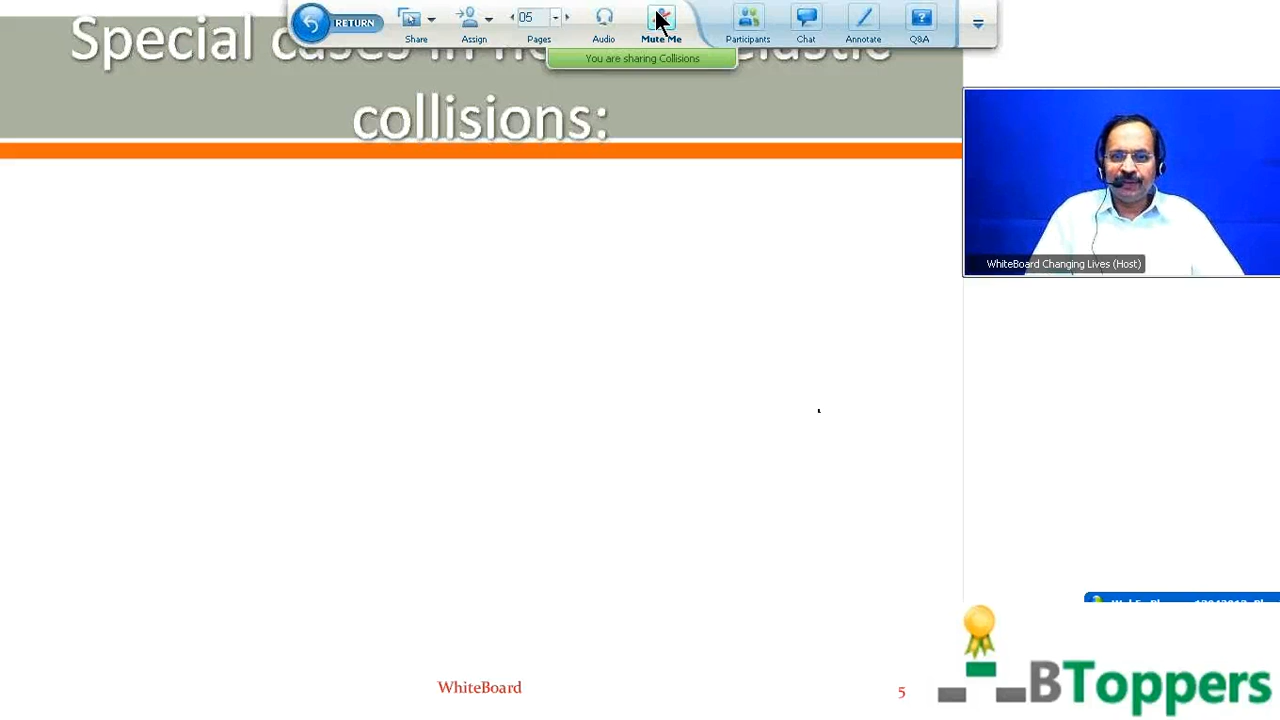 RETURN
Share
Assign
05
Pages
Audio
Mute Me
Participants
Chat
Annotate
Q&A
You are sharing Collisions
Special in
collisions:
WhiteBoard Changing Lives (Host)
WhiteBoard
5
BToppers